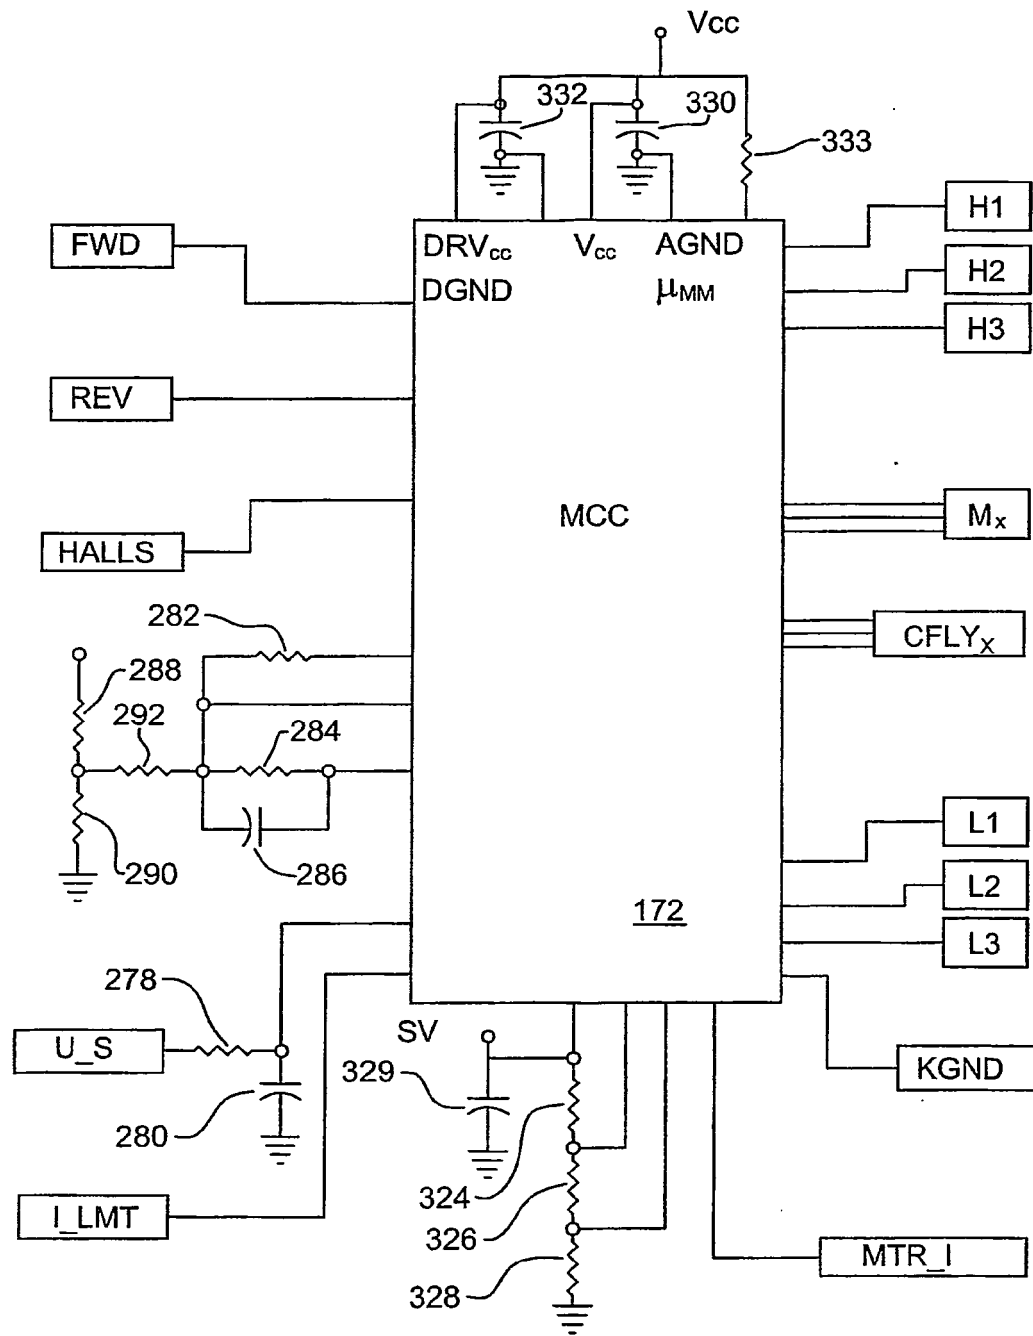 Vcc
332
330
333
FWD
DRVcc
Vcc
AGND
H1
DGND
μMM
H2
H3
REV
HALLS
MCC
Mx
282
CFLYx
288
292
284
290
286
172
L1
L2
L3
278
U_S
SV
329
KGND
280
324
I_LMT
326
328
MTR_I